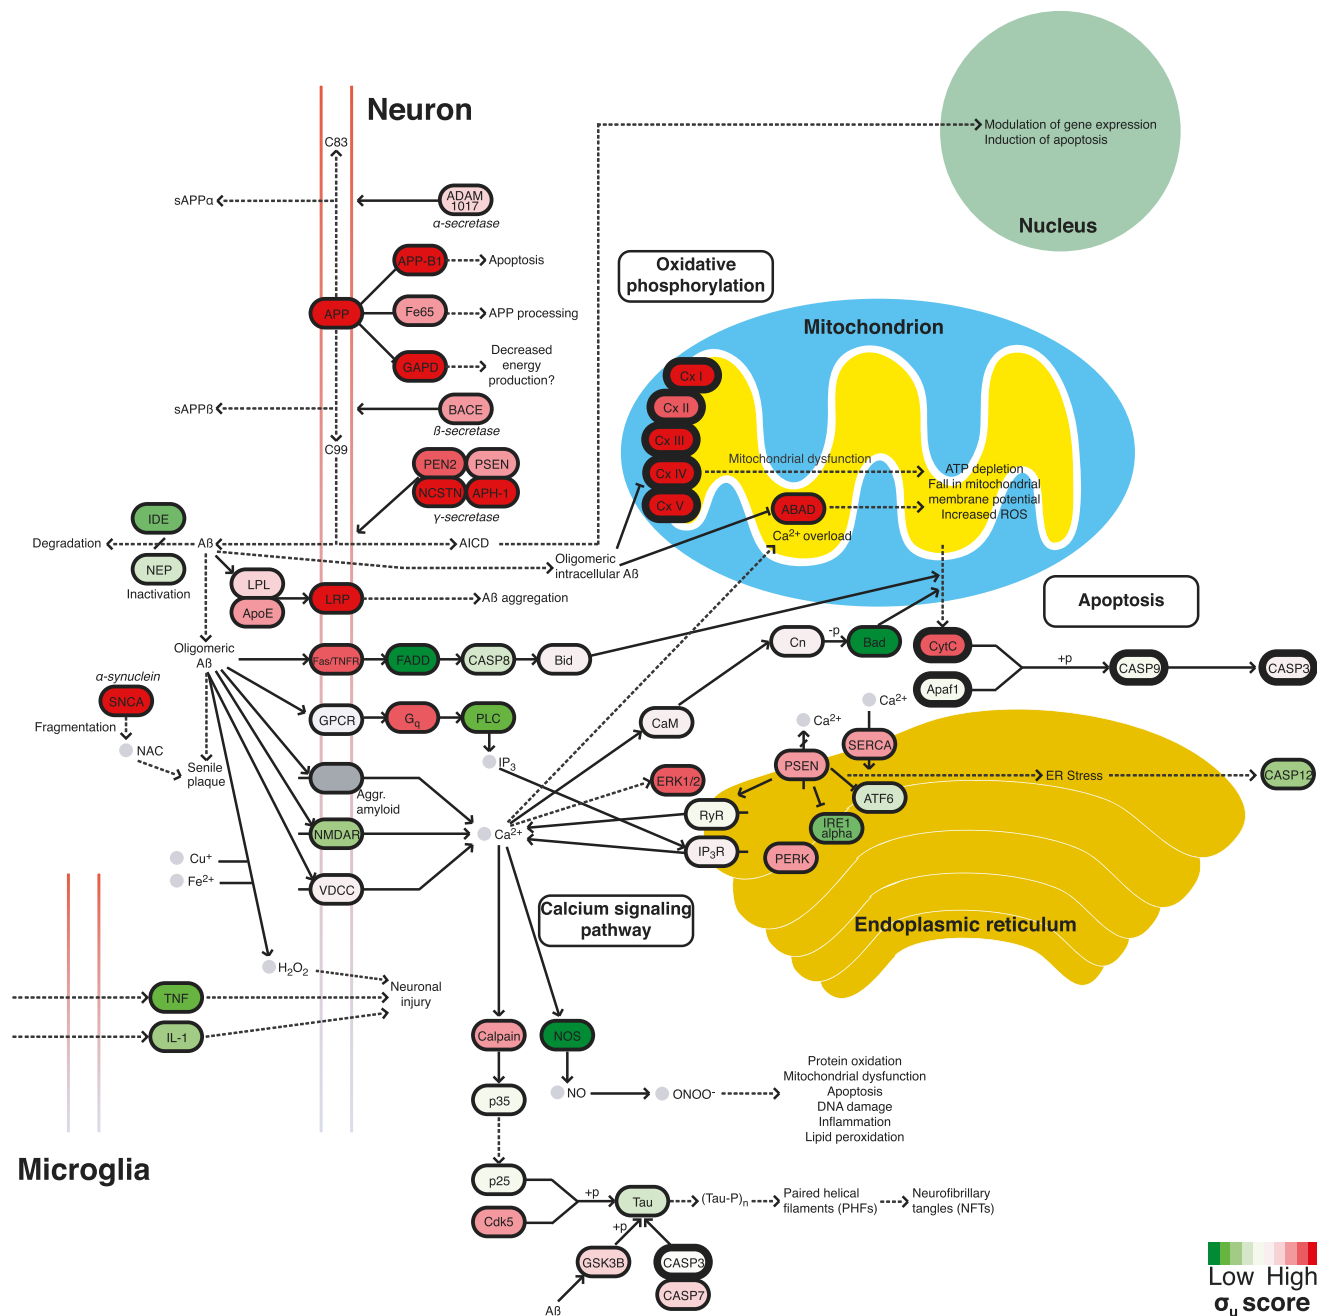 Neuron
C83
sAPPα
ADAM
1017
α-secretase
Modulation of gene expression
Induction of apoptosis
Nucleus
APP-B1
Apoptosis
APP
Fe65
APP processing
GAPD
Decreased
energy
production?
sAPPß
BACE
ß-secretase
C99
PEN2
PSEN
NCSTN
APH-1
γ-secretase
Oxidative
phosphorylation
Mitochondrion
Cx I
Cx II
Cx III
Cx IV
Cx V
Mitochondrial dysfunction
ATP depletion
Fall in mitochondrial
membrane potential
Increased ROS
ABAD
Ca2+ overload
IDE
Degradation
Aß
AICD
NEP
Inactivation
Oligomeric
intracellular Aß
LPL
ApoE
LRP
Aß aggregation
Apoptosis
Oligomeric
Aß
Fas/TNFR
FADD
CASP8
Bid
Cn
-p
Bad
CytC
Apaf1
+p
CASP9
CASP3
α-synuclein
SNCA
Fragmentation
NAC
Senile
plaque
GPCR
Gq
PLC
IP3
CaM
Ca2+
Ca2+
SERCA
PSEN
ERK1/2
ER Stress
CASP12
Aggr.
amyloid
ATF6
RyR
IRE1
alpha
NMDAR
Ca2+
IP3R
PERK
Cu+
Fe2+
VDCC
Calcium signaling
pathway
Endoplasmic reticulum
H2O2
Neuronal
injury
TNF
IL-1
Calpain
NOS
p35
NO
ONOO-
Protein oxidation
Mitochondrial dysfunction
Apoptosis
DNA damage
Inflammation
Lipid peroxidation
Microglia
p25
+p
Tau
(Tau-P)n
Paired helical
filaments (PHFs)
Neurofibrillary
tangles (NFTs)
Cdk5
+p
GSK3B
CASP3
CASP7
Aß
Low High
σμ score